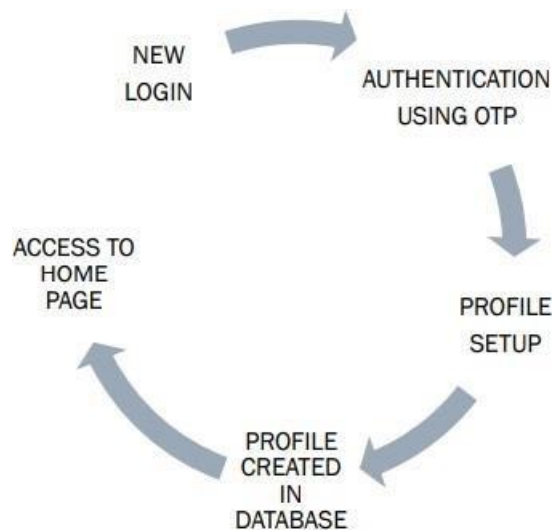 NEW
LOGIN
AUTHENTICATION
USING OTP
PROFILE
SETUP
PROFILE
CREATED
IN
DATABASE
ACCESS TO
HOME
PAGE